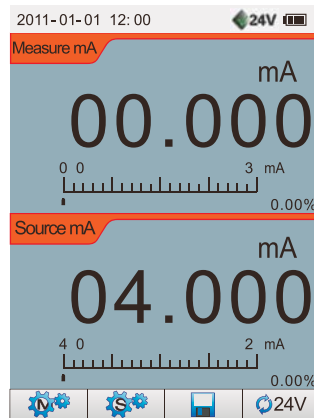 2011-01-01 12:00 24V
Measure mA
mA
00.000
0 0 3 mA
0.00%
Source mA
mA
04.000
4 0 2 mA
0.00%
M S 24V